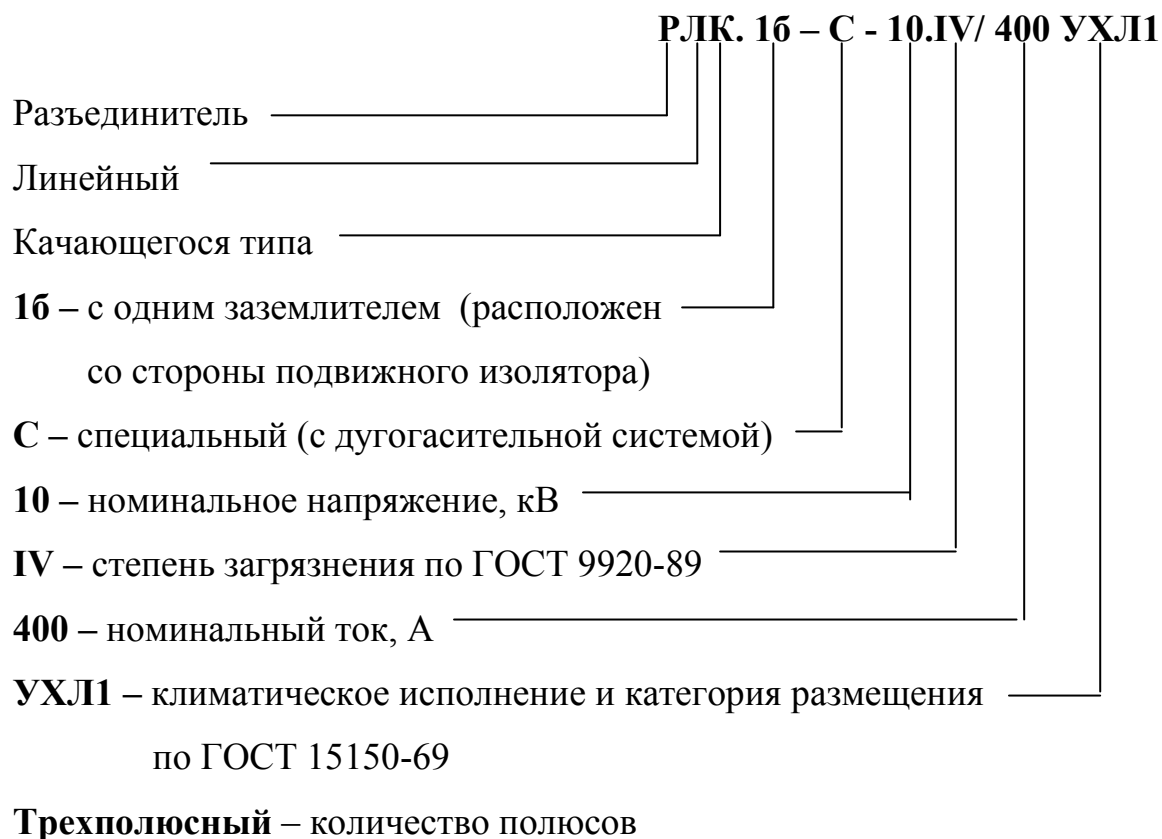 РЛК. 1б – С - 10.IV/ 400 УХЛ1
Разъединитель
Линейный
Качающегося типа
1б – с одним заземлителем (расположен
со стороны подвижного изолятора)
С – специальный (с дугогасительной системой)
10 – номинальное напряжение, кВ
IV – степень загрязнения по ГОСТ 9920-89
400 – номинальный ток, А
УХЛ1 – климатическое исполнение и категория размещения
по ГОСТ 15150-69
Трехполюсный – количество полюсов